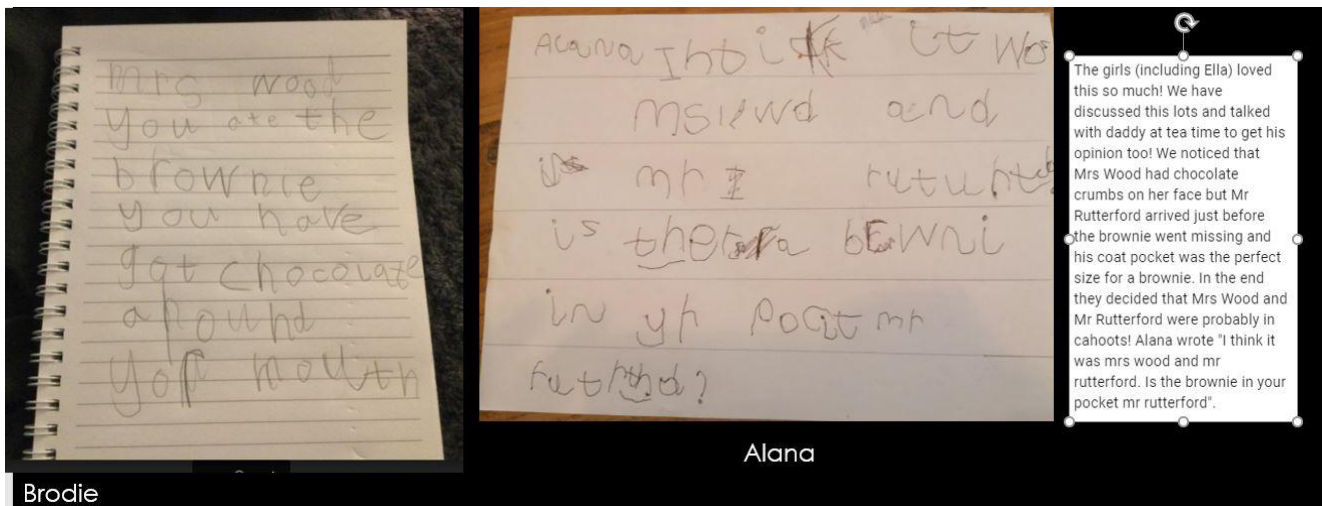 mrs wood
you ate the
brownie
you have
got chocolate
around
yor mouth
Brodie
Alana I think it wos
msiewd and
is mr rutuhtd
is the a brwni
in yr pocit mr
ruthd?
Alana
The girls (including Ella) loved
this so much! We have
discussed this lots and talked
with daddy at tea time to get his
opinion too! We noticed that
Mrs Wood had chocolate
crumbs on her face but Mr
Rutterford arrived just before
the brownie went missing and
his coat pocket was the perfect
size for a brownie. In the end
they decided that Mrs Wood and
Mr Rutterford were probably in
cahoots! Alana wrote "I think it
was mrs wood and mr
rutterford. Is the brownie in your
pocket mr rutterford".